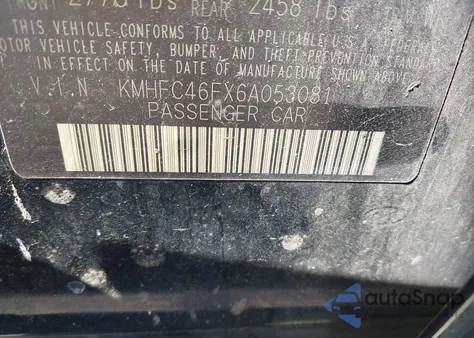 REAR 2458 lbs
THIS VEHICLE CONFORMS TO ALL APPLICABLE U.S. FEDERAL
MOTOR VEHICLE SAFETY, BUMPER, AND THEFT PREVENTION STANDARDS
IN EFFECT ON THE DATE OF MANUFACTURE SHOWN ABOVE.
V I N KMHFC46FX6A053081
PASSENGER CAR
autoSnap